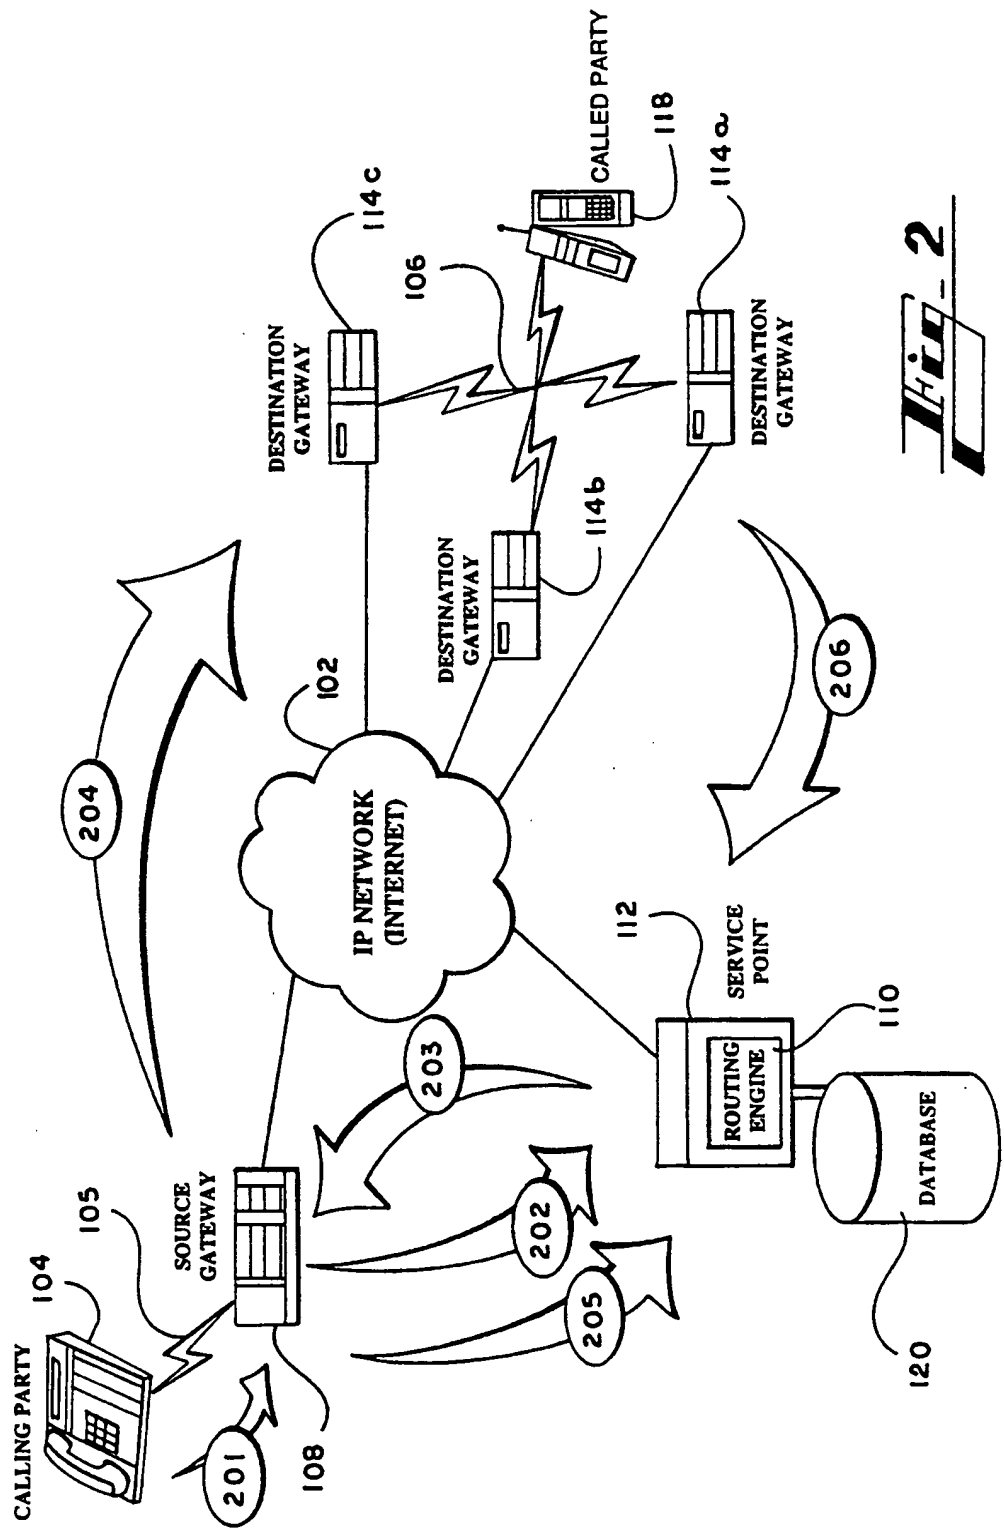 CALLING PARTY
104
105
201
108
SOURCE
GATEWAY
204
203
202
205
102
IP NETWORK
(INTERNET)
DESTINATION
GATEWAY
114c
106
DESTINATION
GATEWAY
114b
CALLED PARTY
118
114a
DESTINATION
GATEWAY
206
112
SERVICE
POINT
ROUTING
ENGINE
110
DATABASE
120
Fig_2